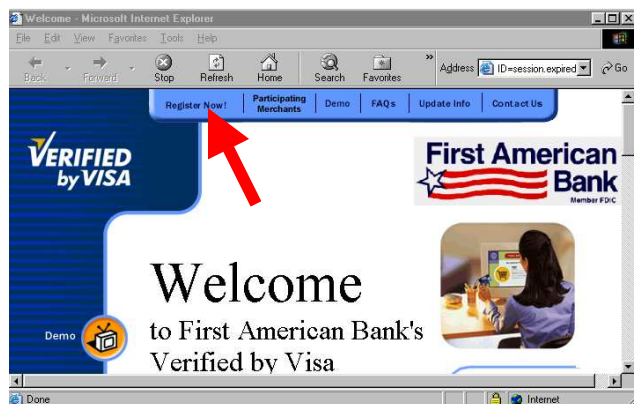 Welcome - Microsoft Internet Explorer
File Edit View Favorites Tools Help
Back Forward Stop Refresh Home Search Favorites » Address ID=session.expired Go
Register Now! Participating Merchants Demo FAQs Update Info Contact Us
VERIFIED
by VISA
First American
Bank
Member FDIC
Welcome
to First American Bank's
Verified by Visa
Demo
Done Internet